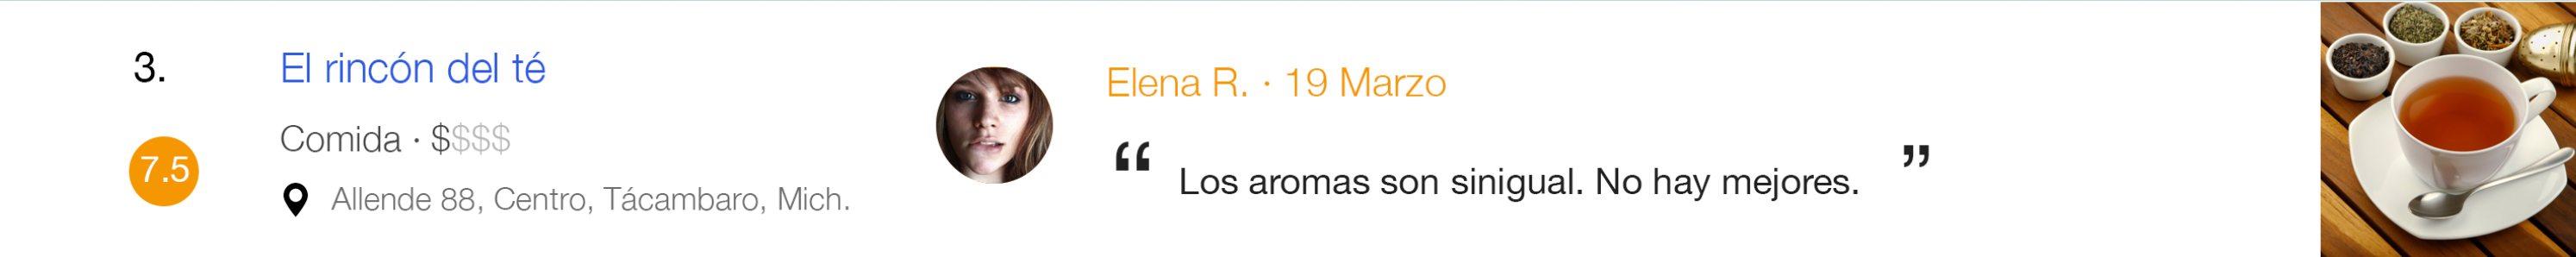 3.
El rincón del té
7.5
Comida · $$$$
Allende 88, Centro, Tácambaro, Mich.
Elena R. · 19 Marzo
“ Los aromas son sinigual. No hay mejores. ”